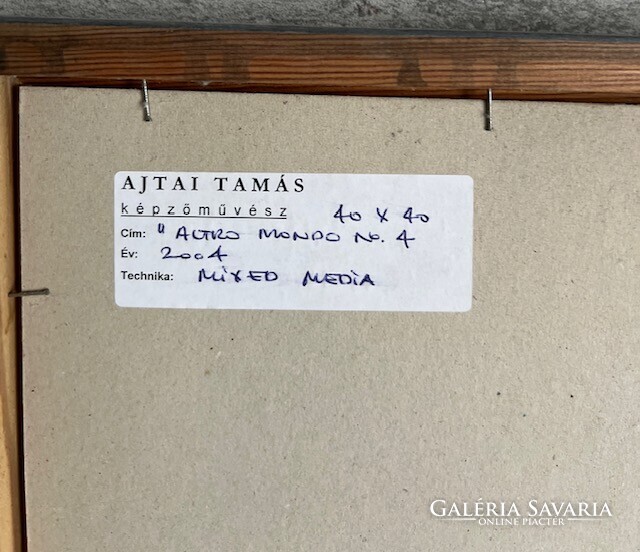 AJTAI TAMÁS
képzőművész 40 x 40
Cím: " ALTRO MONDO No. 4
Év: 2004
Technika: MIXED MEDIA
GALÉRIA SAVARIA
ONLINE PIACTÉR